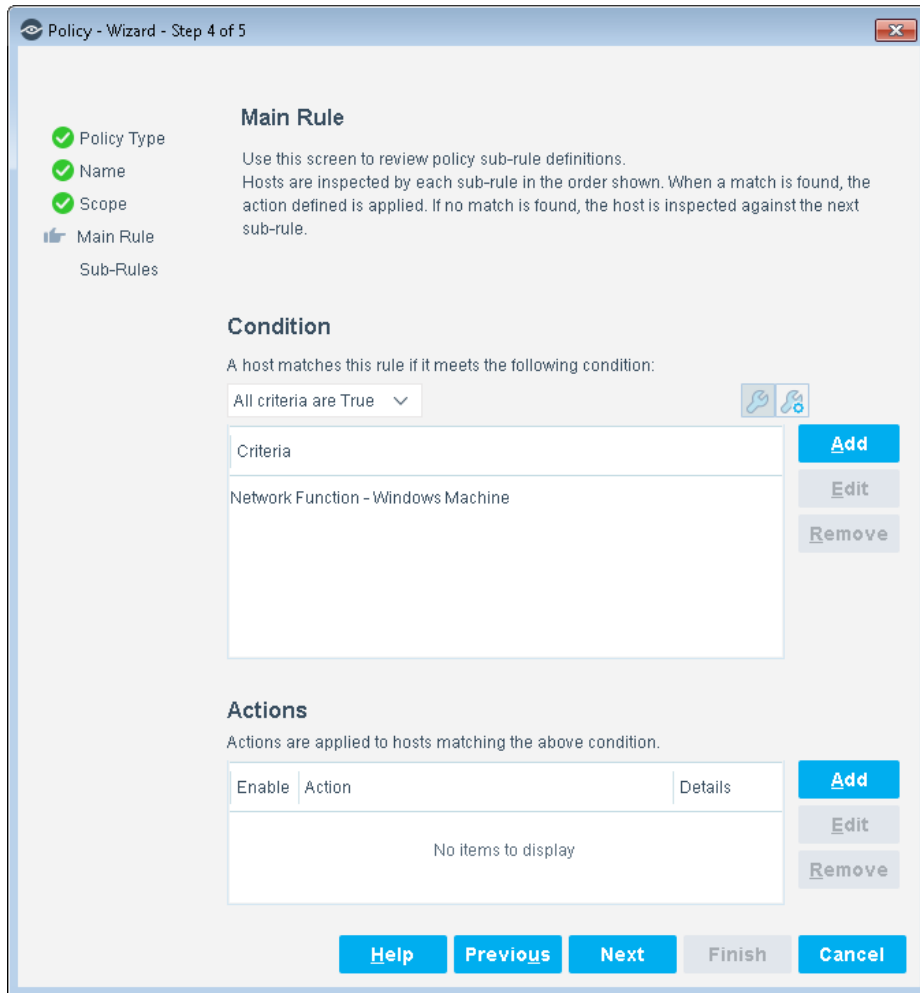 Policy - Wizard - Step 4 of 5
Policy Type
Name
Scope
Main Rule
Sub-Rules
Main Rule
Use this screen to review policy sub-rule definitions.
Hosts are inspected by each sub-rule in the order shown. When a match is found, the
action defined is applied. If no match is found, the host is inspected against the next
sub-rule.
Condition
A host matches this rule if it meets the following condition:
All criteria are True
Criteria
Add
Network Function - Windows Machine
Edit
Remove
Actions
Actions are applied to hosts matching the above condition.
Enable Action Details
Add
No items to display
Edit
Remove
Help Previous Next Finish Cancel